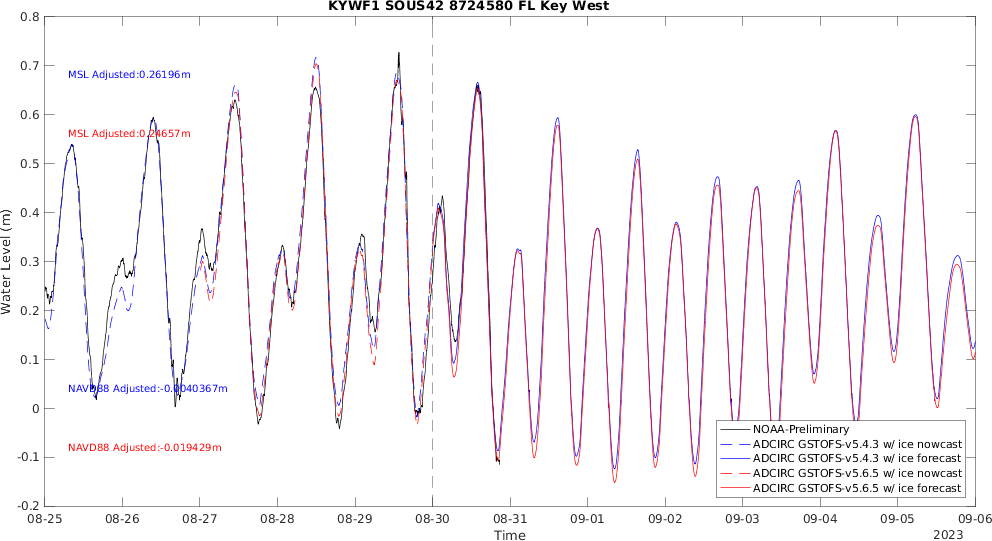 KYWF1 SOUS42 8724580 FL Key West
Water Level (m)
0.8
0.7
0.6
0.5
0.4
0.3
0.2
0.1
0
-0.1
-0.2
MSL Adjusted:0.26196m
MSL Adjusted:0.24657m
NAVD88 Adjusted:-0.0040367m
NAVD88 Adjusted:-0.019429m
NOAA-Preliminary
ADCIRC GSTOFS-v5.4.3 w/ ice nowcast
ADCIRC GSTOFS-v5.4.3 w/ ice forecast
ADCIRC GSTOFS-v5.6.5 w/ ice nowcast
ADCIRC GSTOFS-v5.6.5 w/ ice forecast
08-25 08-26 08-27 08-28 08-29 08-30 08-31 09-01 09-02 09-03 09-04 09-05 09-06
Time
2023